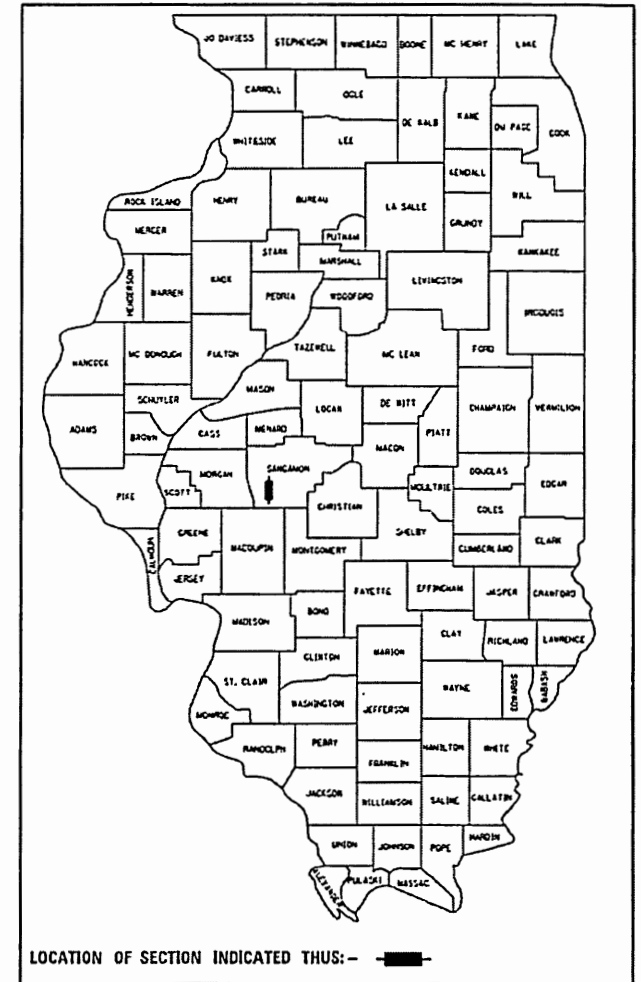 JO DAVIESS STEPHENSON WINNEBAGO BOONE MC HENRY LAKE
CARROLL OGLE DE KALB KANE DU PAGE COOK
WHITESIDE LEE
KENDALL WILL
ROCK ISLAND HENRY BUREAU LA SALLE
MERCER PUTNAM GRUNDY
STARK MARSHALL KANKAKEE
HENDERSON WARREN KNOX PEORIA WOODFORD LIVINGSTON
IROQUOIS
HANCOCK MC DONOUGH FULTON TAZEWELL MC LEAN FORD
MASON
SCHUYLER LOGAN DE WITT CHAMPAIGN VERMILION
ADAMS BROWN CASS MENARD MACON PIATT
SANGAMON DOUGLAS EDGAR
PIKE SCOTT MORGAN CHRISTIAN MOULTRIE
COLES
GREENE SHELBY
CALHOUN MACOUPIN MONTGOMERY CUMBERLAND CLARK
JERSEY
FAYETTE EFFINGHAM JASPER CRAWFORD
MADISON BOND
CLAY RICHLAND LAWRENCE
CLINTON MARION
ST. CLAIR WAYNE EDWARDS WABASH
WASHINGTON JEFFERSON
MONROE
RANDOLPH PERRY HAMILTON WHITE
FRANKLIN
JACKSON WILLIAMSON SALINE GALLATIN
UNION JOHNSON POPE HARDIN
ALEXANDER PULASKI MASSAC
LOCATION OF SECTION INDICATED THUS:-